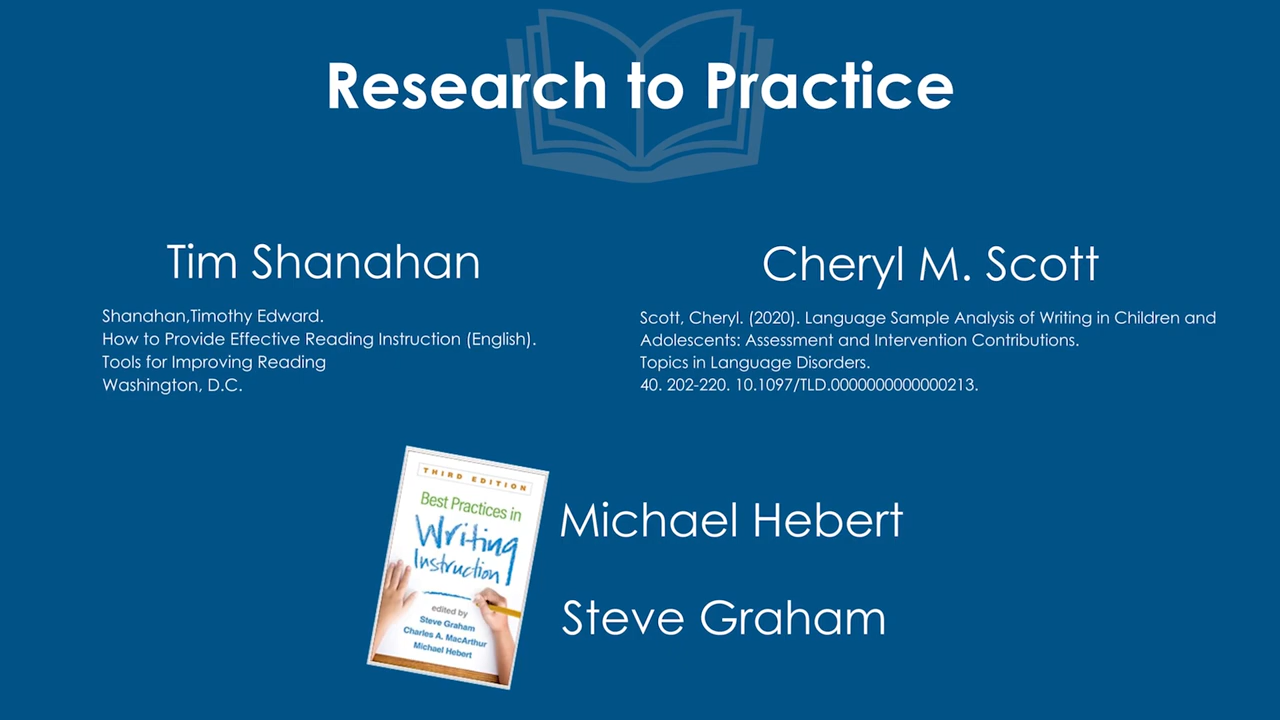 Research to Practice
Tim Shanahan
Shanahan,Timothy Edward.
How to Provide Effective Reading Instruction (English).
Tools for Improving Reading
Washington, D.C.
Cheryl M. Scott
Scott, Cheryl. (2020). Language Sample Analysis of Writing in Children and
Adolescents: Assessment and Intervention Contributions.
Topics in Language Disorders.
40. 202-220. 10.1097/TLD.0000000000000213.
THIRD EDITION
Best Practices in
Writing
Instruction
edited by
Steve Graham
Charles A. MacArthur
Michael Hebert
Michael Hebert
Steve Graham